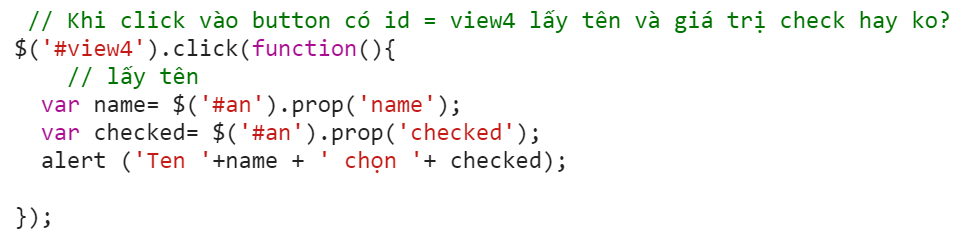 // Khi click vào button có id = view4 lấy tên và giá trị check hay ko?
$('#view4').click(function(){
// lấy tên
var name= $('#an').prop('name');
var checked= $('#an').prop('checked');
alert ('Ten '+name + ' chọn '+ checked);
});